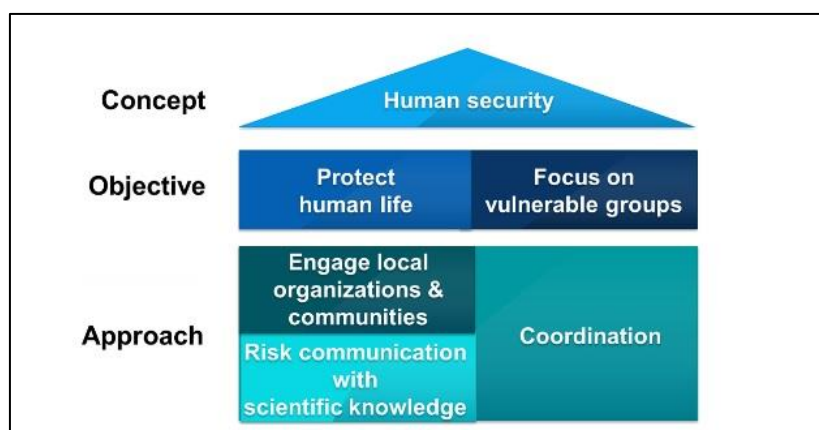 Concept
Human security
Objective
Protect
human life
Focus on
vulnerable groups
Approach
Engage local
organizations &
communities
Risk communication
with
scientific knowledge
Coordination